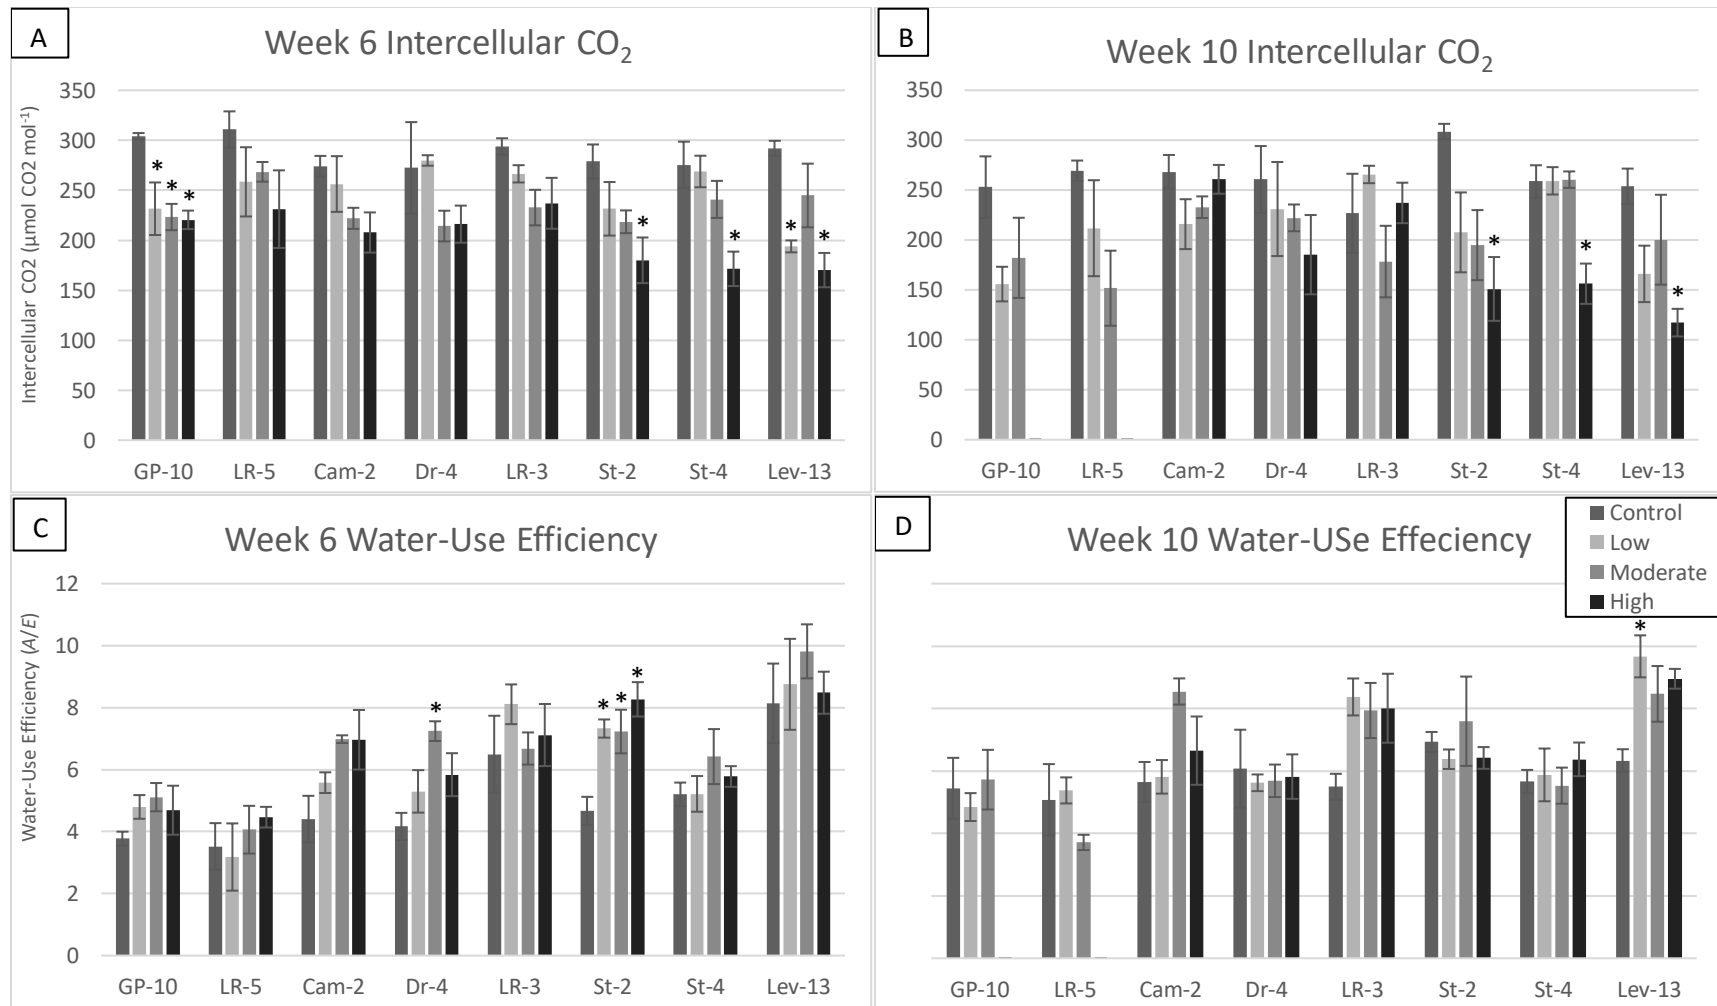 A
Week 6 Intercellular CO₂
Intercellular CO2 (µmol CO2 mol⁻¹)
350
300
250
200
150
100
50
0
* * *
*
*
* *
GP-10 LR-5 Cam-2 Dr-4 LR-3 St-2 St-4 Lev-13
B
Week 10 Intercellular CO₂
350
300
250
200
150
100
50
0
*
*
*
GP-10 LR-5 Cam-2 Dr-4 LR-3 St-2 St-4 Lev-13
C
Week 6 Water-Use Efficiency
Water-Use Efficiency (A/E)
12
10
8
6
4
2
0
*
* * *
GP-10 LR-5 Cam-2 Dr-4 LR-3 St-2 St-4 Lev-13
D
Week 10 Water-USe Effeciency
Control
Low
Moderate
High
*
GP-10 LR-5 Cam-2 Dr-4 LR-3 St-2 St-4 Lev-13